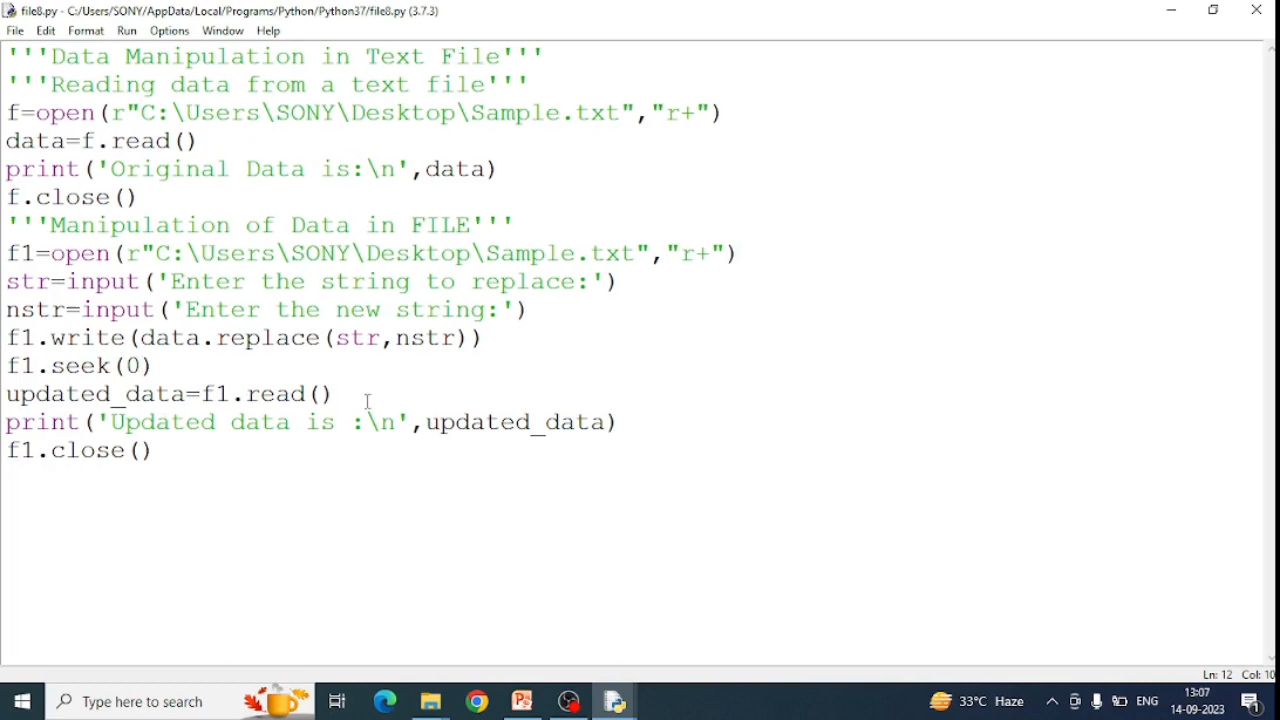 file8.py - C:/Users/SONY/AppData/Local/Programs/Python/Python37/file8.py (3.7.3)
File Edit Format Run Options Window Help
'''Data Manipulation in Text File'''
'''Reading data from a text file'''
f=open(r"C:\Users\SONY\Desktop\Sample.txt","r+")
data=f.read()
print('Original Data is:\n',data)
f.close()
'''Manipulation of Data in FILE'''
f1=open(r"C:\Users\SONY\Desktop\Sample.txt","r+")
str=input('Enter the string to replace:')
nstr=input('Enter the new string:')
f1.write(data.replace(str,nstr))
f1.seek(0)
updated_data=f1.read()
print('Updated data is :\n',updated_data)
f1.close()
Ln: 12 Col: 10
Type here to search
33°C Haze
ENG
13:07
14-09-2023
1